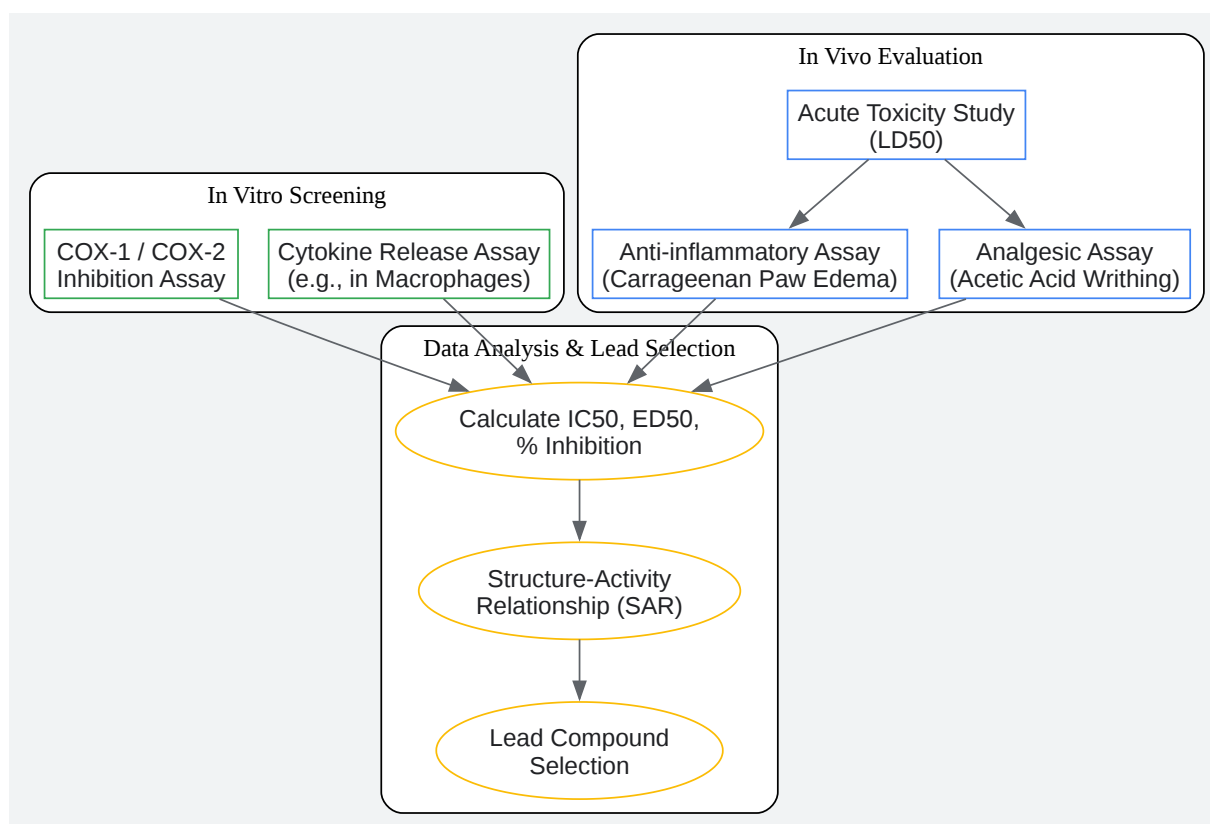 In Vivo Evaluation
Acute Toxicity Study
(LD50)
In Vitro Screening
COX-1 / COX-2
Inhibition Assay
Cytokine Release Assay
(e.g., in Macrophages)
Anti-inflammatory Assay
(Carrageenan Paw Edema)
Analgesic Assay
(Acetic Acid Writhing)
Data Analysis & Lead Selection
Calculate IC50, ED50,
% Inhibition
Structure-Activity
Relationship (SAR)
Lead Compound
Selection